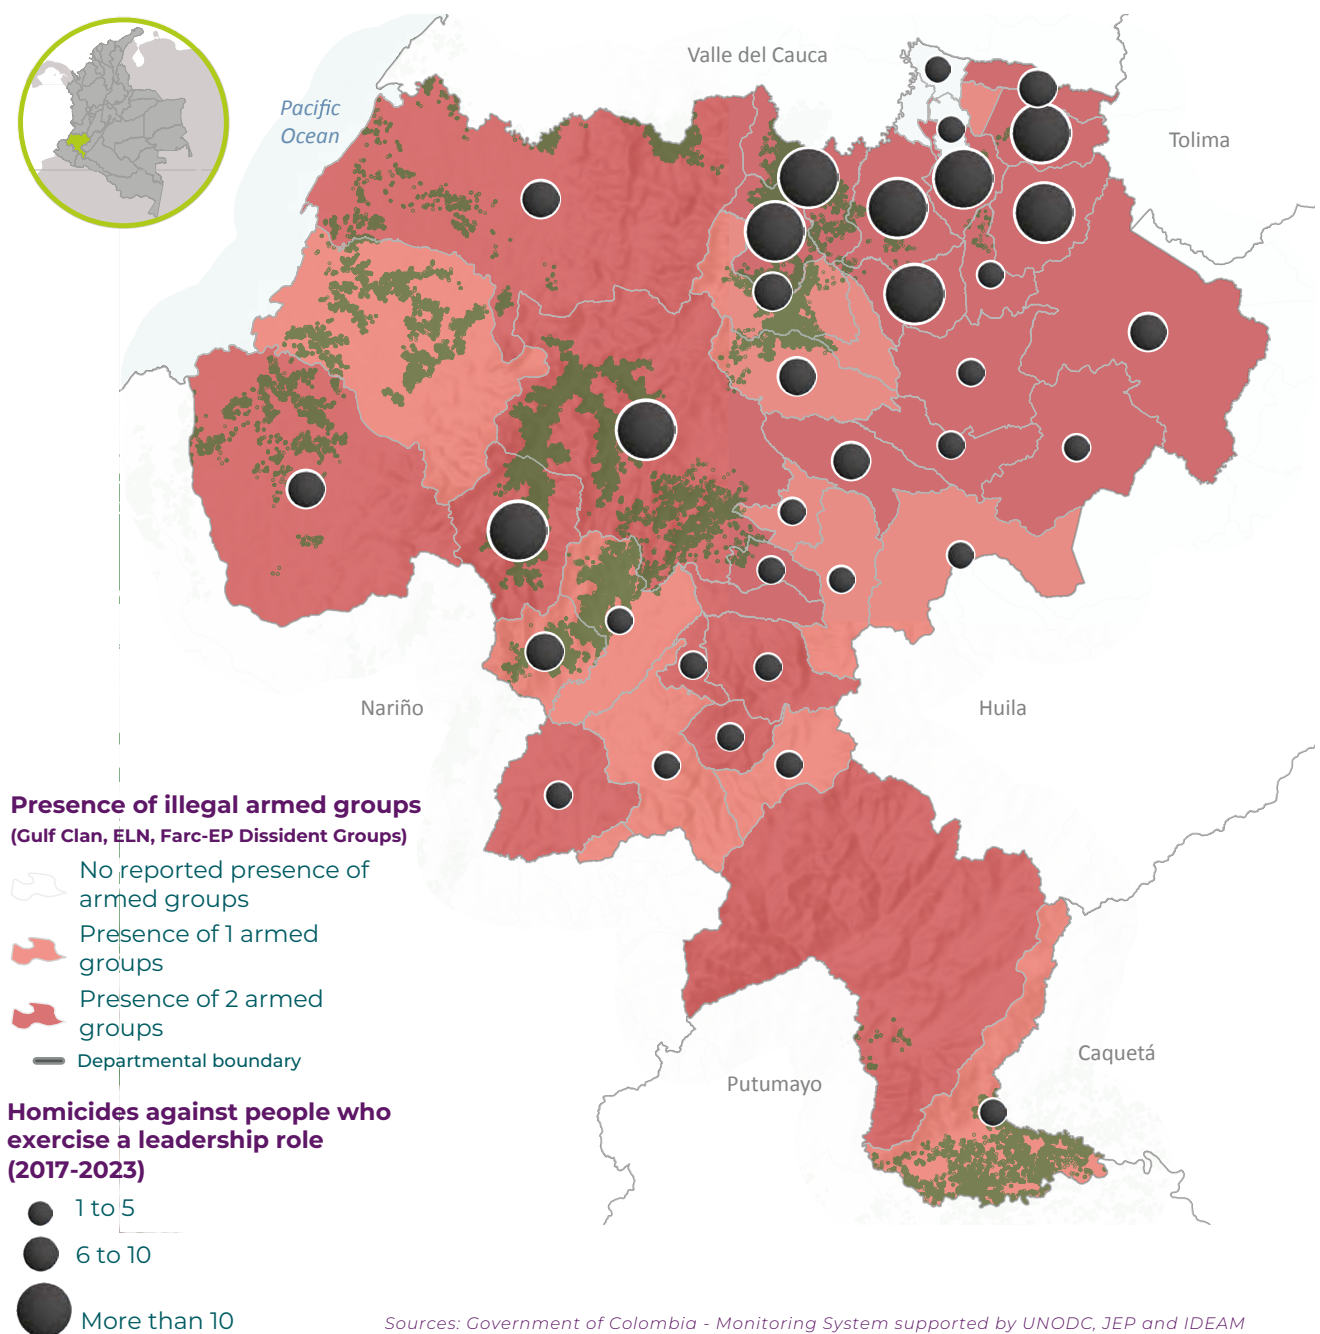 Valle del Cauca
Pacific
Ocean
Tolima
Nariño
Huila
Presence of illegal armed groups
(Gulf Clan, ELN, Farc-EP Dissident Groups)
No reported presence of
armed groups
Presence of 1 armed
groups
Presence of 2 armed
groups
Departmental boundary
Caquetá
Putumayo
Homicides against people who
exercise a leadership role
(2017-2023)
1 to 5
6 to 10
More than 10
Sources: Government of Colombia - Monitoring System supported by UNODC, JEP and IDEAM